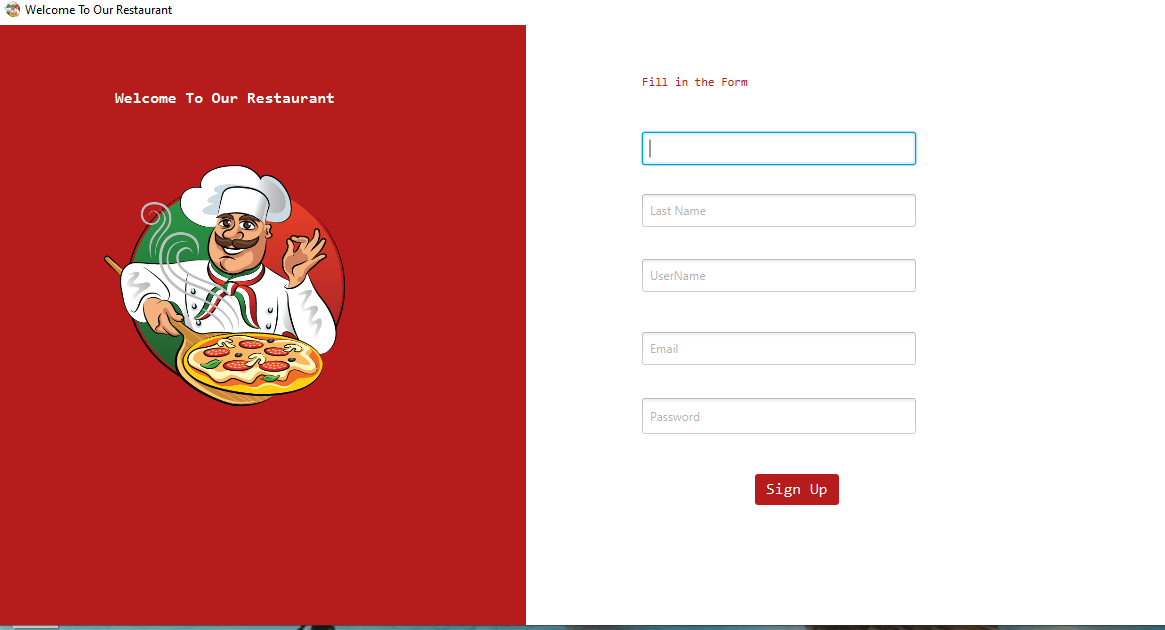 Welcome To Our Restaurant
Welcome To Our Restaurant
Fill in the Form
Last Name
UserName
Email
Password
Sign Up